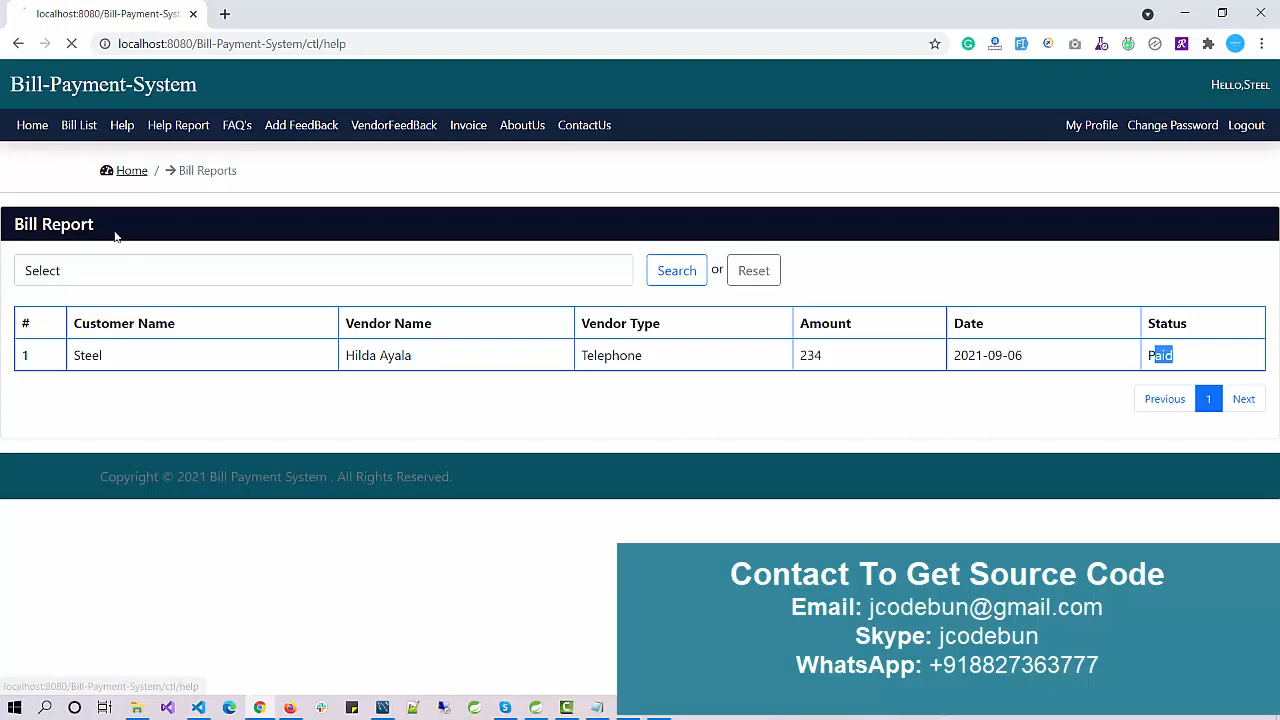 localhost:8080/Bill-Payment-Syst
localhost:8080/Bill-Payment-System/ctl/help
Bill-Payment-System
Hello,Steel
Home Bill List Help Help Report FAQ's Add FeedBack VendorFeedBack Invoice AboutUs ContactUs My Profile Change Password Logout
Home / Bill Reports
Bill Report
Select Search or Reset
# Customer Name Vendor Name Vendor Type Amount Date Status
1 Steel Hilda Ayala Telephone 234 2021-09-06 Paid
Previous 1 Next
Copyright © 2021 Bill Payment System . All Rights Reserved.
Contact To Get Source Code
Email: jcodebun@gmail.com
Skype: jcodebun
WhatsApp: +918827363777
localhost:8080/Bill-Payment-System/ctl/help